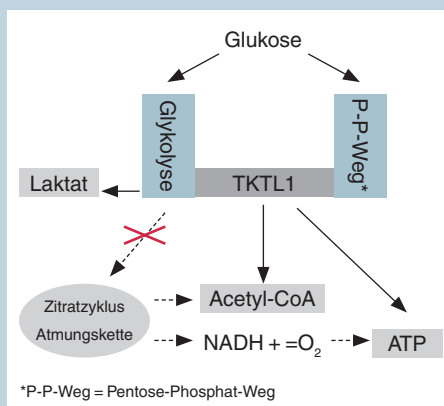 Glukose
Glykolyse
P-P-Weg*
Laktat
TKTL1
Zitratzyklus
Atmungskette
Acetyl-CoA
NADH + =O₂
ATP
*P-P-Weg = Pentose-Phosphat-Weg